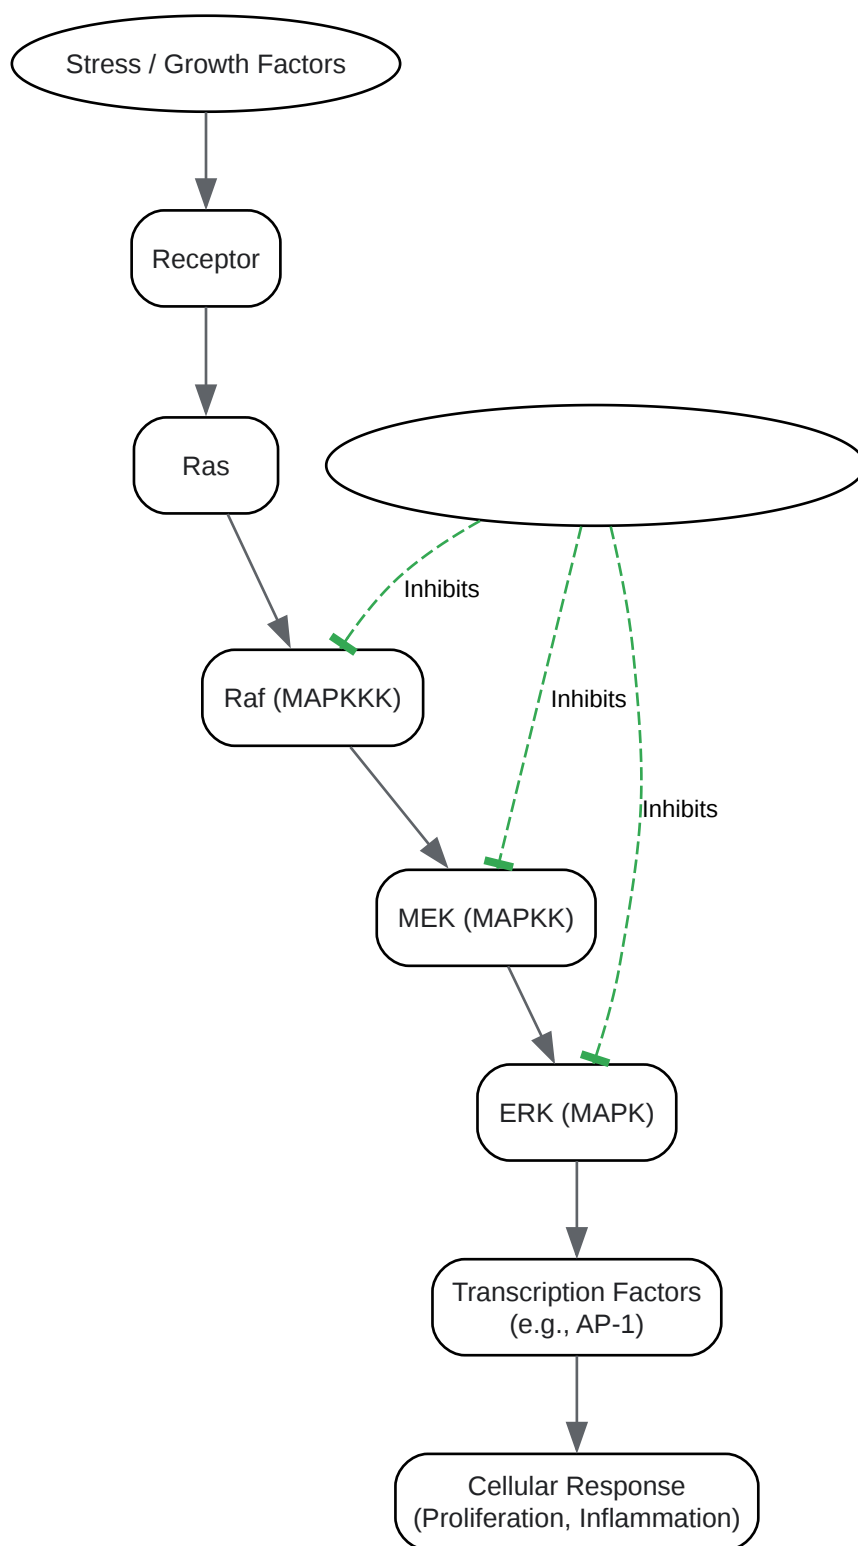 Stress / Growth Factors
Receptor
Ras
Inhibits
Raf (MAPKKK)
Inhibits
Inhibits
MEK (MAPKK)
ERK (MAPK)
Transcription Factors
(e.g., AP-1)
Cellular Response
(Proliferation, Inflammation)